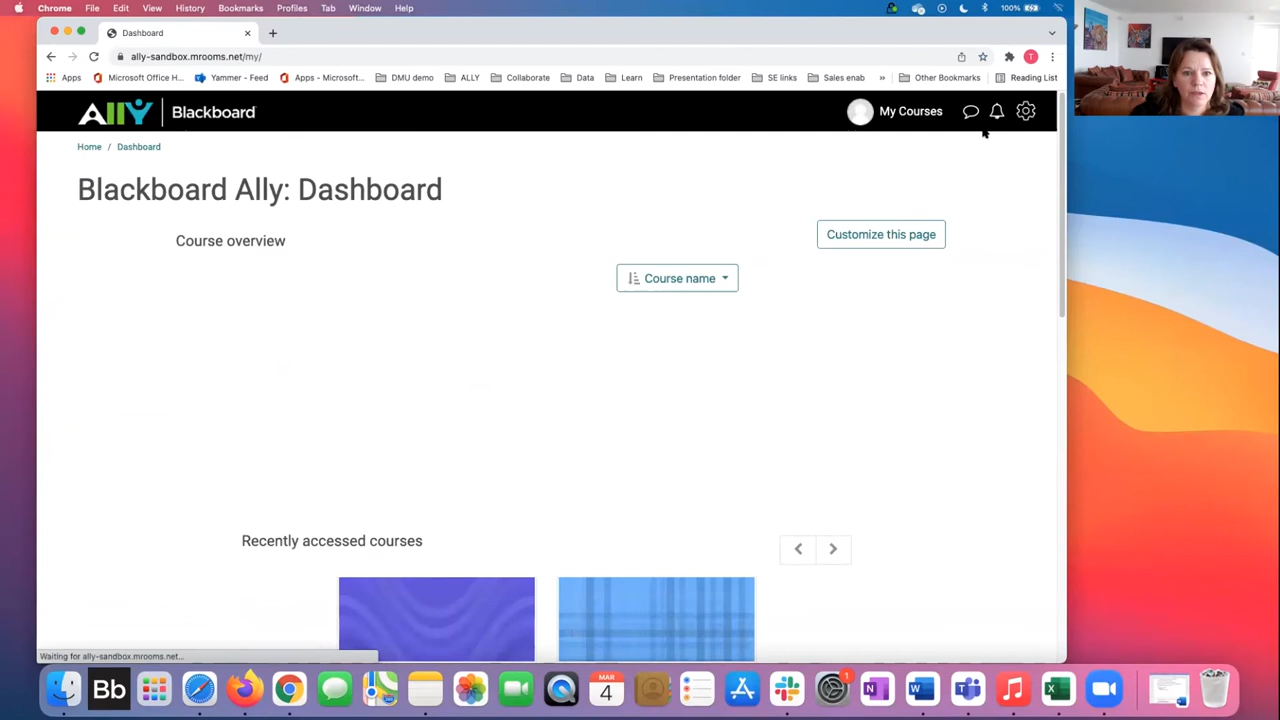 Chrome File Edit View History Bookmarks Profiles Tab Window Help 100%
Dashboard
ally-sandbox.mrooms.net/my/
T
Apps Microsoft Office H... Yammer - Feed Apps - Microsoft... DMU demo ALLY Collaborate Data Learn Presentation folder SE links Sales enab » Other Bookmarks Reading List
ALLY Blackboard My Courses
Home / Dashboard
Blackboard Ally: Dashboard
Customize this page
Course overview
Course name
Recently accessed courses
Waiting for ally-sandbox.mrooms.net...
Bb
MAR
4
1
N
W
T
X